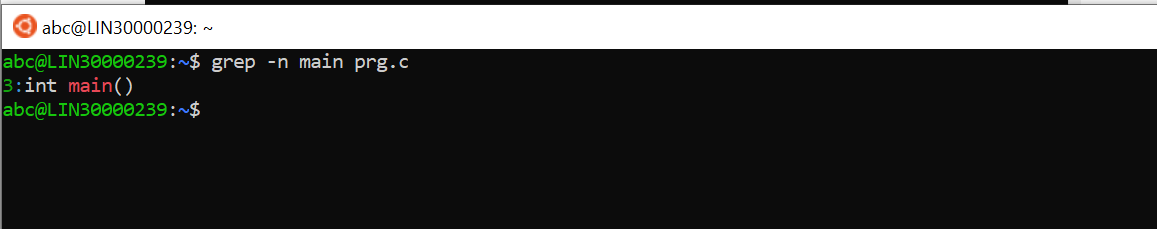 abc@LIN30000239: ~
abc@LIN30000239:~$ grep -n main prg.c
3:int main()
abc@LIN30000239:~$